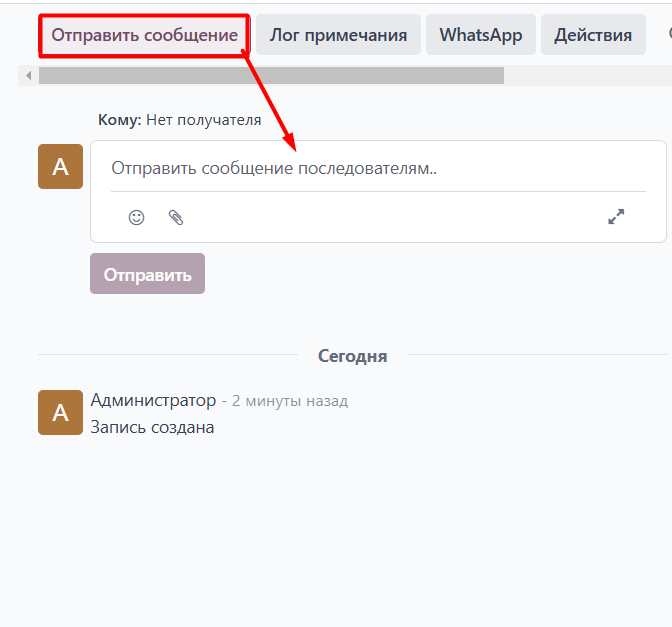 Отправить сообщение Лог примечания WhatsApp Действия
Кому: Нет получателя
А
Отправить сообщение последователям..
Отправить
Сегодня
А
Администратор - 2 минуты назад
Запись создана